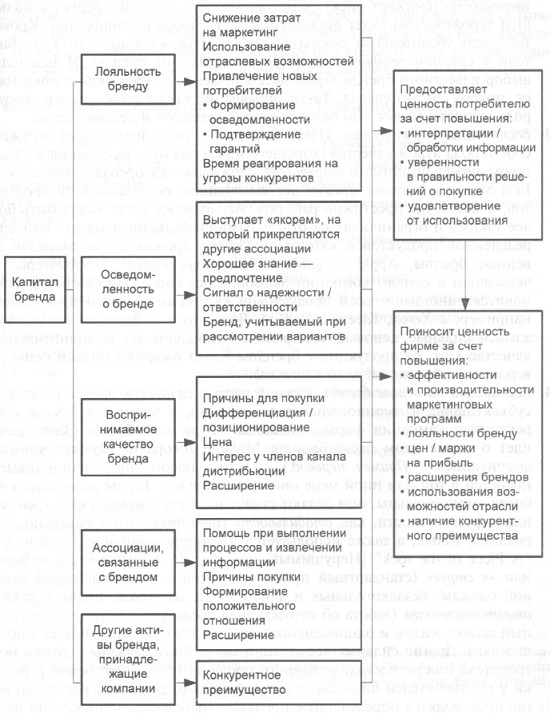 Капитал
бренда
Лояльность
бренду
Снижение затрат
на маркетинг
Использование
отраслевых возможностей
Привлечение новых
потребителей
• Формирование
осведомленности
• Подтверждение
гарантий
Время реагирования на
угрозы конкурентов
Осведом-
ленность
о бренде
Выступает «якорем», на
который прикрепляются
другие ассоциации
Хорошее знание —
предпочтение
Сигнал о надежности /
ответственности
Бренд, учитываемый при
рассмотрении вариантов
Воспри-
нимаемое
качество
бренда
Причины для покупки
Дифференциация /
позиционирование
Цена
Интерес у членов канала
дистрибьюции
Расширение
Ассоциации,
связанные
с брендом
Помощь при выполнении
процессов и извлечении
информации
Причины покупки
Формирование
положительного
отношения
Расширение
Другие акти-
вы бренда,
принадле-
жащие
компании
Конкурентное
преимущество
Предоставляет
ценность потребителю
за счет повышения:
• интерпретации /
обработки информации
• уверенности
в правильности реше-
ний о покупке
• удовлетворение
от использования
Приносит ценность
фирме за счет
повышения:
• эффективности
и производительности
маркетинговых
программ
• лояльности бренду
• цен / маржи
на прибыль
• расширения брендов
• использования воз-
можностей отрасли
• наличие конкурент-
ного преимущества